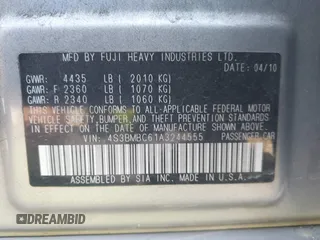 MFG. BY FUJI HEAVY INDUSTRIES LTD.
DATE: 04/10
GVWR: 4435 LB ( 2010 KG)
GAWR F 2360 LB ( 1070 KG)
GAWR R 2340 LB ( 1060 KG)
THIS VEHICLE CONFORMS TO ALL APPLICABLE FEDERAL MOTOR
VEHICLE SAFETY, BUMPER, AND THEFT PREVENTION STANDARDS
IN EFFECT ON THE DATE OF MANUFACTURE SHOWN ABOVE.
VIN: 4S3BMBC61A3244555
PASSENGER CAR
ASSEMBLED BY SIA MADE IN U.S.A.
DREAMBID